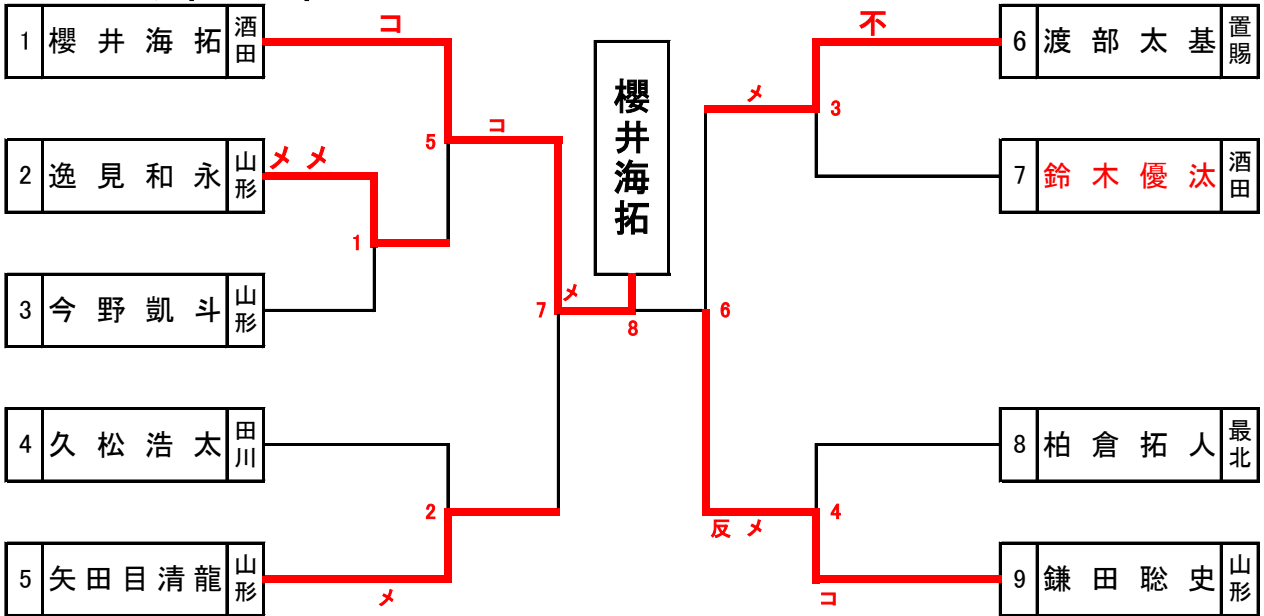 1 櫻井海拓 酒田
コ
不
6 渡部太基 置賜
櫻井海拓
メ
3
5
コ
2 逸見和永 山形
メメ
7 鈴木優汰 酒田
1
3 今野凱斗 山形
7
メ
8
6
4 久松浩太 田川
8 柏倉拓人 最北
2
反メ
4
5 矢田目清龍 山形
メ
コ
9 鎌田聡史 山形